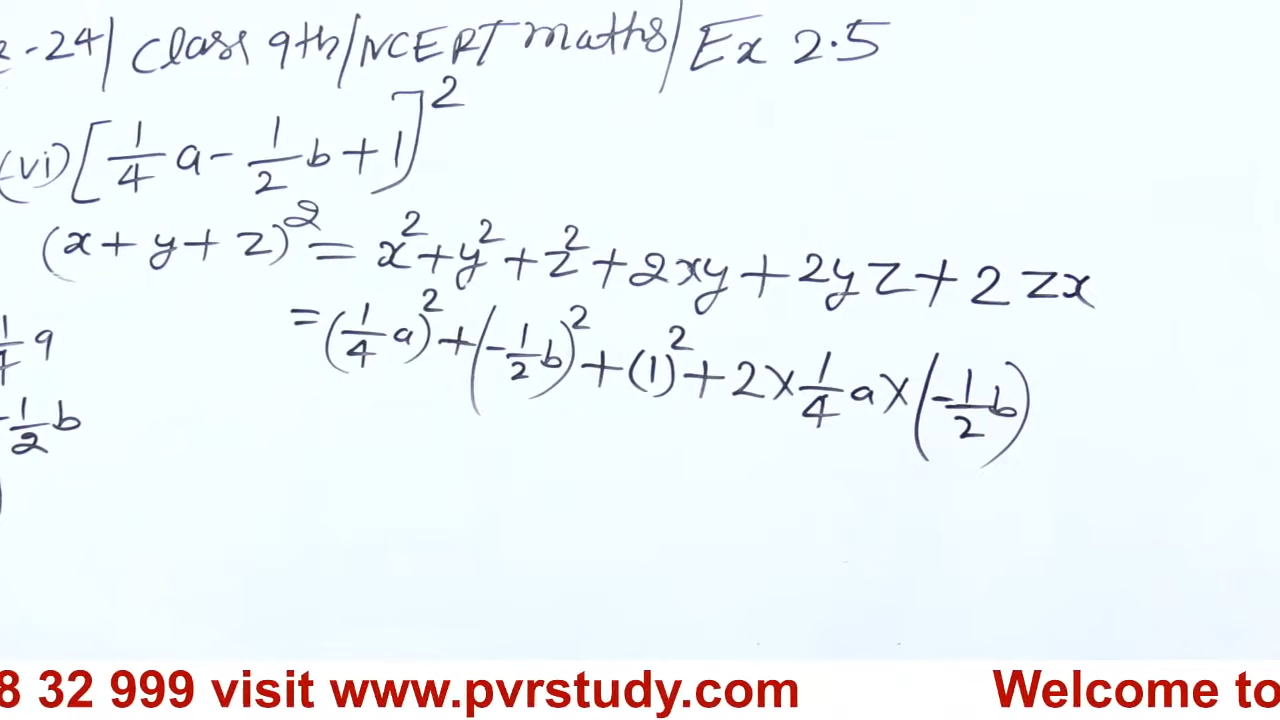 -24/ Class 9th/NCERT maths/ Ex 2.5
(vi) [1/4 a - 1/2 b + 1]²
(x + y + z)² = x² + y² + z² + 2xy + 2yz + 2zx
= (1/4 a)² + (-1/2 b)² + (1)² + 2 × 1/4 a × (-1/2 b)
a
-1/2 b
8 32 999 visit www.pvrstudy.com Welcome to